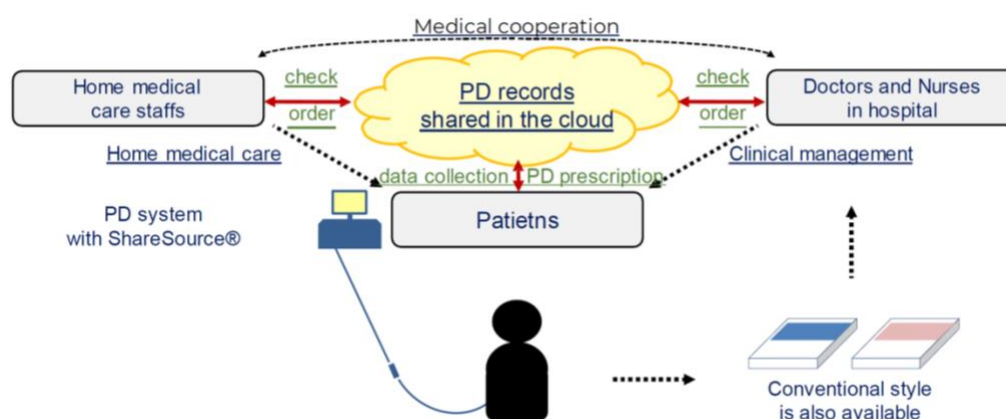 Medical cooperation
Home medical
care staffs
check
order
PD records
shared in the cloud
check
order
Doctors and Nurses
in hospital
Home medical care
data collection
PD prescription
Clinical management
PD system
with ShareSource®
Patietns
Conventional style
is also available